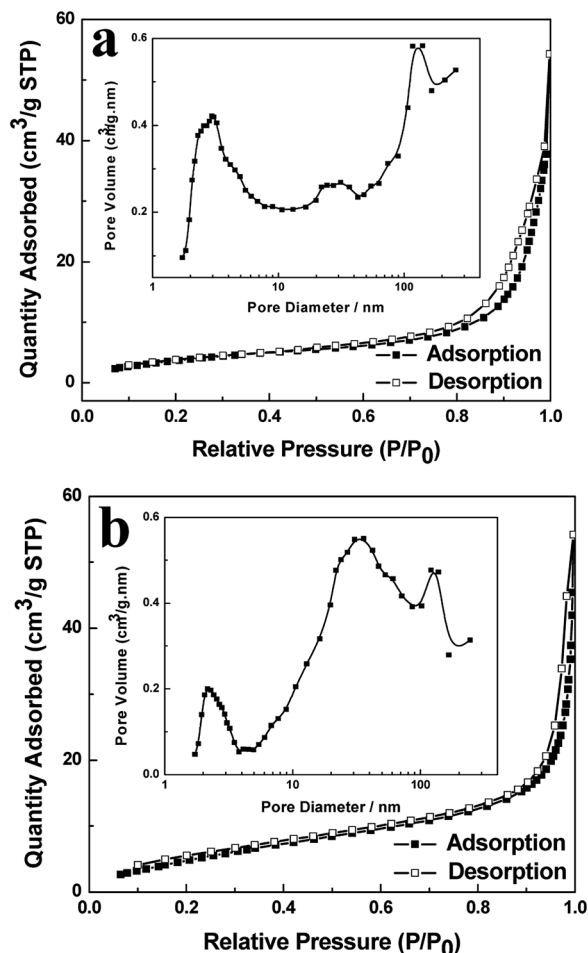 a
Quantity Adsorbed (cm³/g STP)
60
40
20
0
0.0 0.2 0.4 0.6 0.8 1.0
Relative Pressure (P/P₀)
Adsorption
Desorption
Pore Volume (cm³/g.nm)
0.6
0.4
0.2
1 10 100
Pore Diameter / nm
b
Quantity Adsorbed (cm³/g STP)
60
40
20
0
0.0 0.2 0.4 0.6 0.8 1.0
Relative Pressure (P/P₀)
Adsorption
Desorption
Pore Volume (cm³/g.nm)
0.6
0.4
0.2
0.0
1 10 100
Pore Diameter / nm